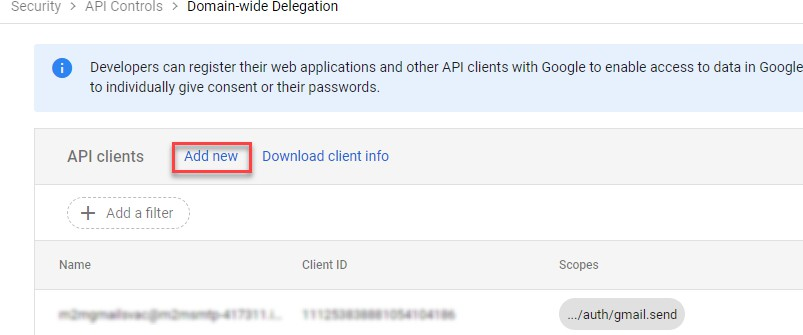 Security > API Controls > Domain-wide Delegation
Developers can register their web applications and other API clients with Google to enable access to data in Google
to individually give consent or their passwords.
API clients Add new Download client info
+ Add a filter
Name Client ID Scopes
.../auth/gmail.send